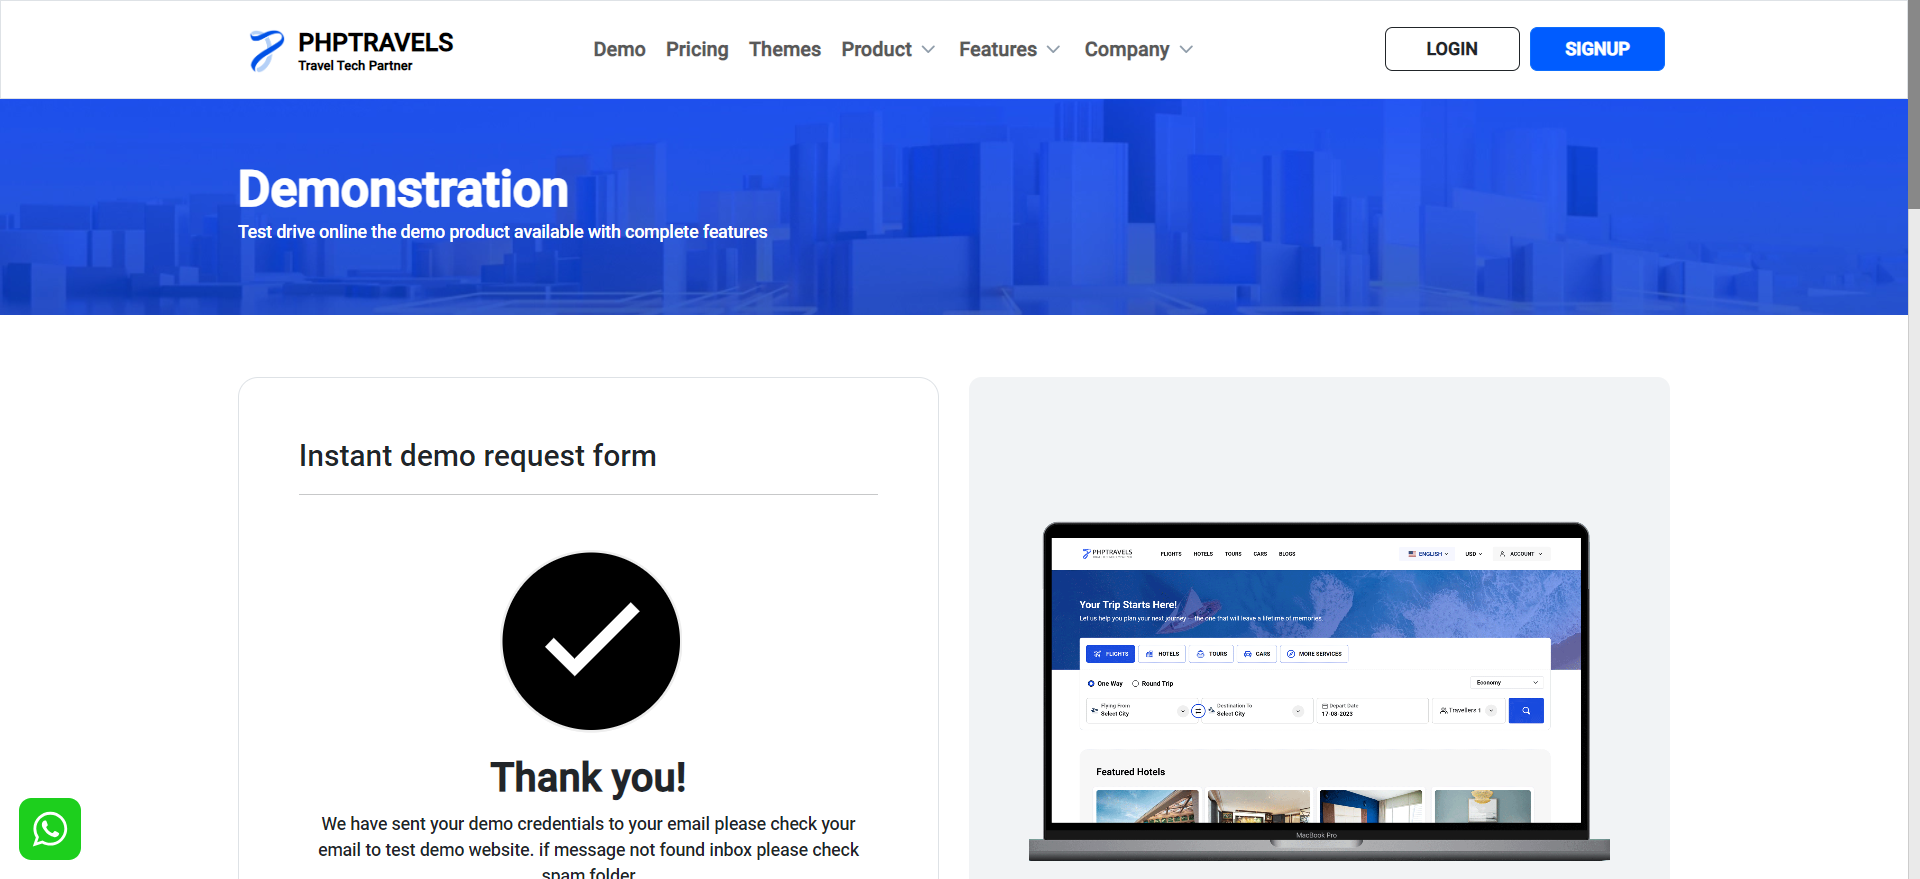 PHPTRAVELS
Travel Tech Partner
Demo Pricing Themes Product Features Company
LOGIN
SIGNUP
Demonstration
Test drive online the demo product available with complete features
Instant demo request form
Thank you!
We have sent your demo credentials to your email please check your
email to test demo website. if message not found inbox please check
spam folder
PHPTRAVELS
FLIGHTS HOTELS TOURS CARS BLOGS
ENGLISH USD ACCOUNT
Your Trip Starts Here!
Let us help you plan your next journey – the one that will leave a lifetime of memories.
FLIGHTS HOTELS TOURS CARS MORE SERVICES
One Way Round Trip
Economy
Flying From
Select City
Destination To
Select City
Depart Date
17-08-2023
Travellers 1
Featured Hotels
MacBook Pro